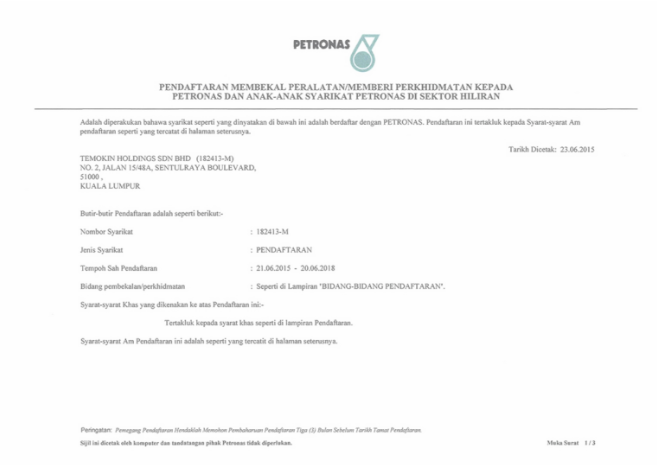 PETRONAS
PENDAFTARAN MEMBEKAL PERALATAN/MEMBERI PERKHIDMATAN KEPADA
PETRONAS DAN ANAK-ANAK SYARIKAT PETRONAS DI SEKTOR HILIRAN
Adalah diperakukan bahawa syarikat seperti yang dinyatakan di bawah ini adalah berdaftar dengan PETRONAS. Pendaftaran ini tertakluk kepada Syarat-syarat Am
pendaftaran seperti yang tercatat di halaman seterusnya.
Tarikh Dicetak: 23.06.2015
TEMOKIN HOLDINGS SDN BHD (182413-M)
NO. 2, JALAN 15/48A, SENTULRAYA BOULEVARD,
51000 ,
KUALA LUMPUR
Butir-butir Pendaftaran adalah seperti berikut:-
Nombor Syarikat : 182413-M
Jenis Syarikat : PENDAFTARAN
Tempoh Sah Pendaftaran : 21.06.2015 - 20.06.2018
Bidang pembekalan/perkhidmatan : Seperti di Lampiran "BIDANG-BIDANG PENDAFTARAN".
Syarat-syarat Khas yang dikenakan ke atas Pendaftaran ini:-
Tertakluk kepada syarat khas seperti di lampiran Pendaftaran.
Syarat-syarat Am Pendaftaran ini adalah seperti yang tercatit di halaman seterusnya.
Peringatan: Pemegang Pendaftaran Hendaklah Memohon Pembaharuan Pendaftaran Tiga (3) Bulan Sebelum Tarikh Tamat Pendaftaran
Sijil ini dicetak oleh komputer dan tandatangan pihak Petronas tidak diperlukan.
Muka Surat 1 / 3